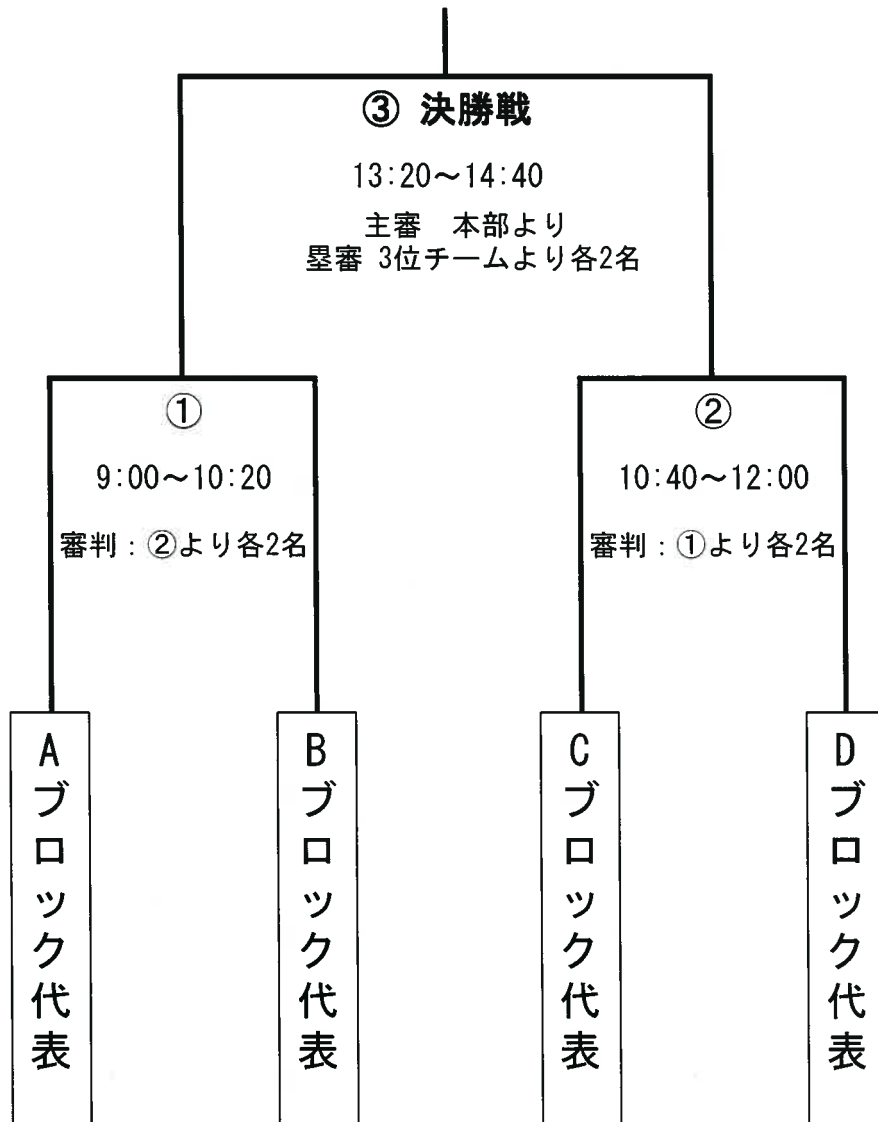 ③ 決勝戦
13:20～14:40
主審　本部より
塁審 3位チームより各2名
①
9:00～10:20
審判：②より各2名
②
10:40～12:00
審判：①より各2名
Aブロック代表
Bブロック代表
Cブロック代表
Dブロック代表